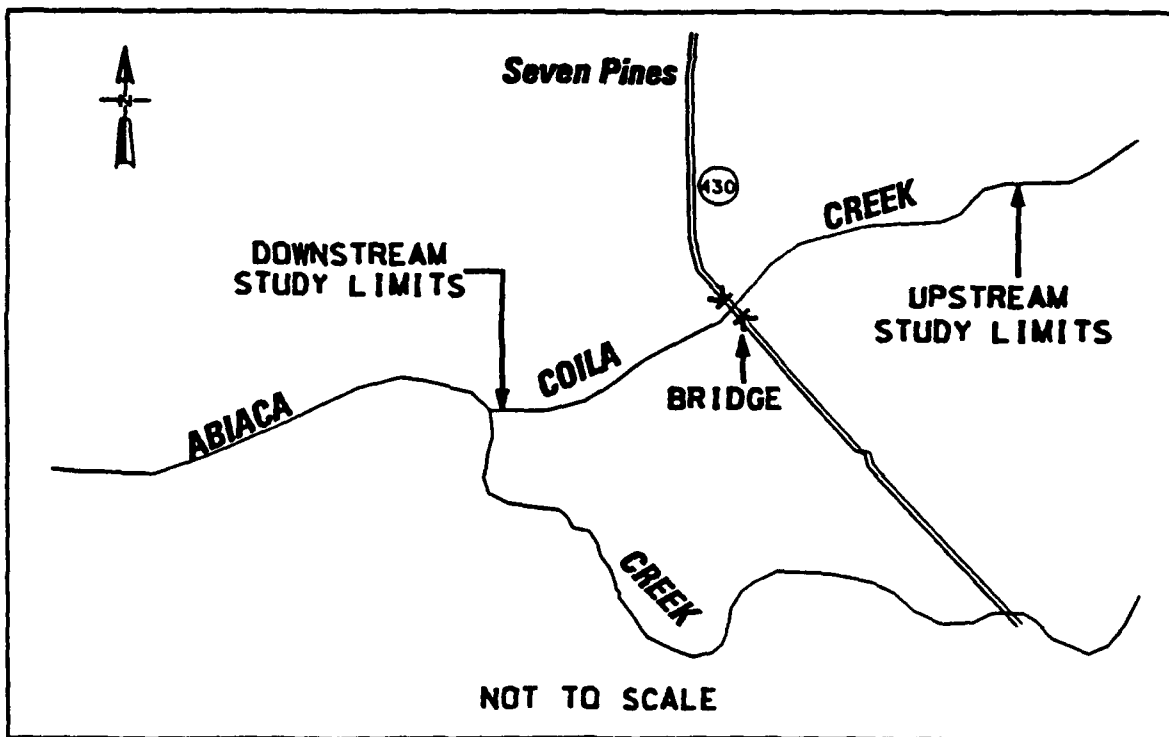 N
Seven Pines
430
CREEK
DOWNSTREAM
STUDY LIMITS
UPSTREAM
STUDY LIMITS
COILA
BRIDGE
ABIACA
CREEK
NOT TO SCALE